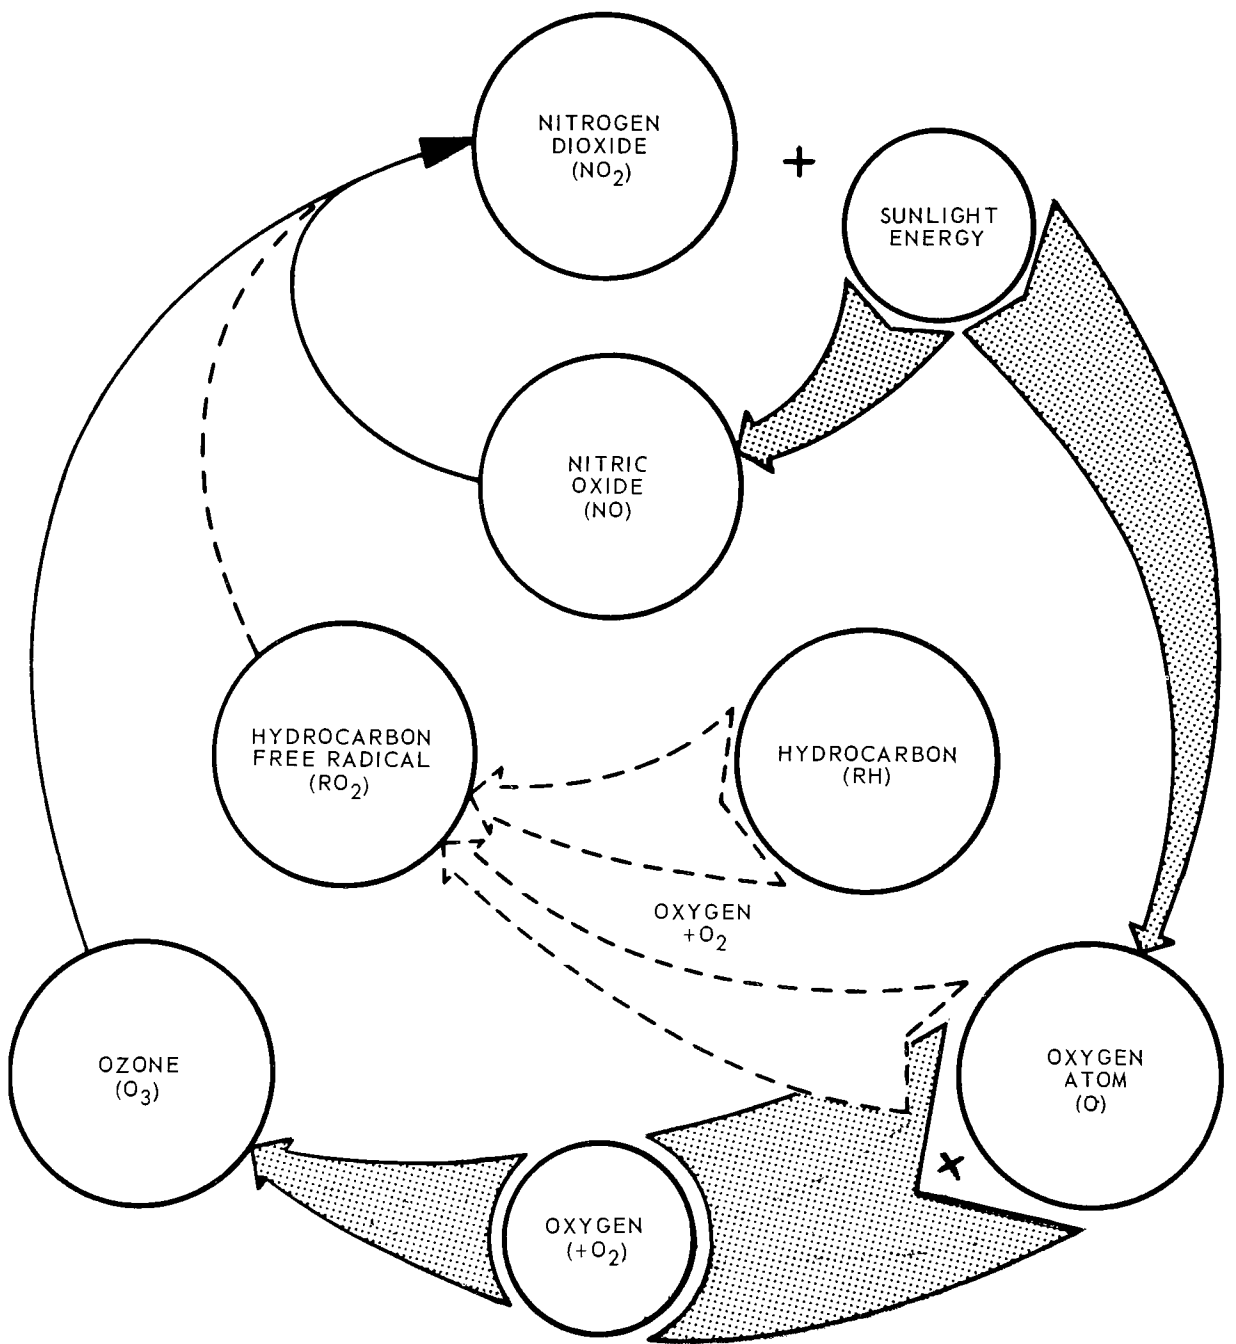 NITROGEN
DIOXIDE
(NO₂)
+
SUNLIGHT
ENERGY
NITRIC
OXIDE
(NO)
HYDROCARBON
FREE RADICAL
(RO₂)
HYDROCARBON
(RH)
OXYGEN
+O₂
OZONE
(O₃)
OXYGEN
ATOM
(O)
+
OXYGEN
(+O₂)